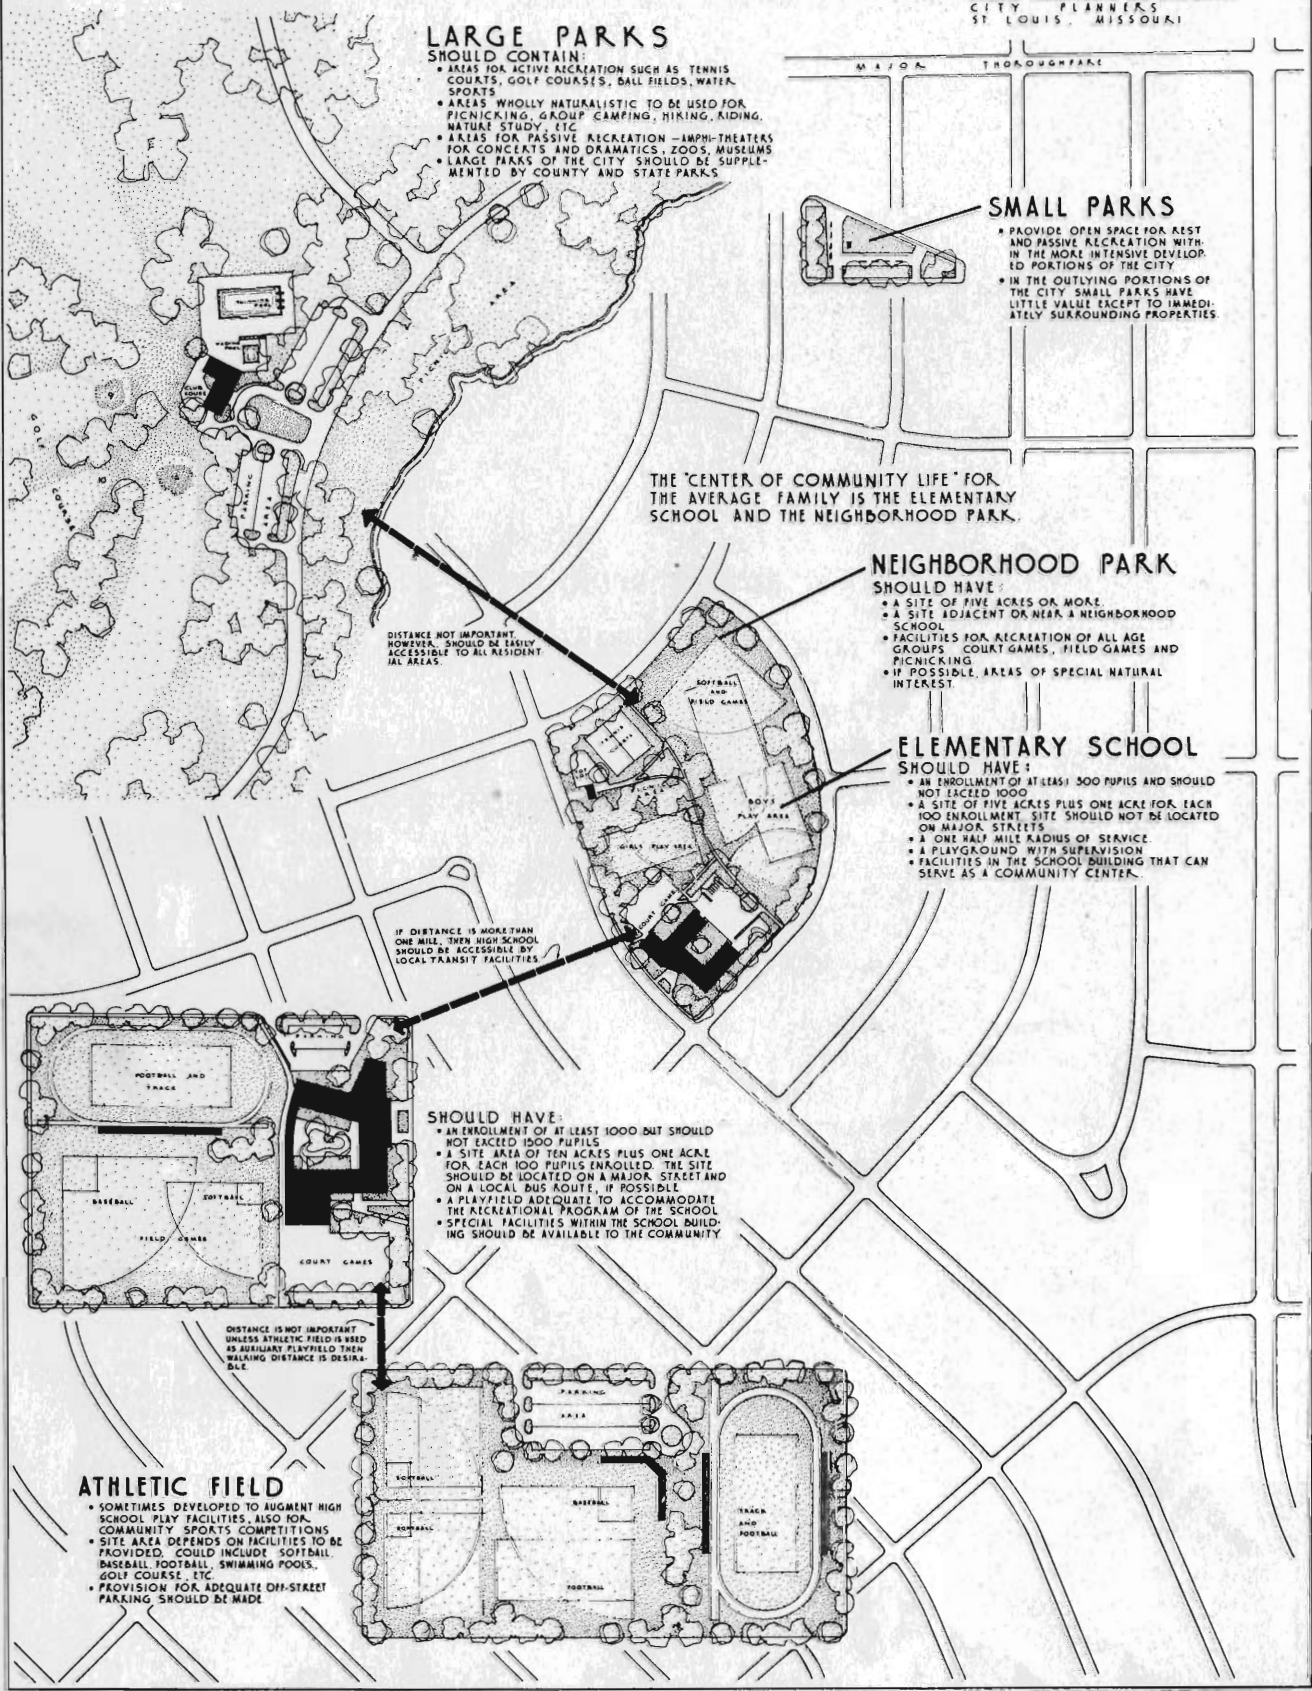 CITY PLANNERS
ST. LOUIS, MISSOURI
MAJOR THOROUGHFARE
LARGE PARKS
SHOULD CONTAIN:
• AREAS FOR ACTIVE RECREATION SUCH AS TENNIS
COURTS, GOLF COURSES, BALL FIELDS, WATER
SPORTS
• AREAS WHOLLY NATURALISTIC TO BE USED FOR
PICNICKING, GROUP CAMPING, HIKING, RIDING,
NATURE STUDY, ETC
• AREAS FOR PASSIVE RECREATION – AMPHI-THEATERS
FOR CONCERTS AND DRAMATICS, ZOOS, MUSEUMS
• LARGE PARKS OF THE CITY SHOULD BE SUPPLE-
MENTED BY COUNTY AND STATE PARKS
SMALL PARKS
• PROVIDE OPEN SPACE FOR REST
AND PASSIVE RECREATION WITH-
IN THE MORE INTENSIVE DEVELOP-
ED PORTIONS OF THE CITY
• IN THE OUTLYING PORTIONS OF
THE CITY SMALL PARKS HAVE
LITTLE VALUE EXCEPT TO IMMEDI-
ATELY SURROUNDING PROPERTIES.
PICNIC AREA
CLUB
HOUSE
GOLF COURSE
PARKING AREA
THE "CENTER OF COMMUNITY LIFE" FOR
THE AVERAGE FAMILY IS THE ELEMENTARY
SCHOOL AND THE NEIGHBORHOOD PARK.
NEIGHBORHOOD PARK
SHOULD HAVE:
• A SITE OF FIVE ACRES OR MORE.
• A SITE ADJACENT OR NEAR A NEIGHBORHOOD
SCHOOL
• FACILITIES FOR RECREATION OF ALL AGE
GROUPS COURT GAMES, FIELD GAMES AND
PICNICKING
• IF POSSIBLE, AREAS OF SPECIAL NATURAL
INTEREST.
DISTANCE NOT IMPORTANT,
HOWEVER, SHOULD BE EASILY
ACCESSIBLE TO ALL RESIDENT
IAL AREAS.
SOFTBALL
AND
FIELD GAMES
PICNIC
AREA
BOYS
PLAY AREA
GIRLS PLAY AREA
COURT GAMES
ELEMENTARY SCHOOL
SHOULD HAVE:
• AN ENROLLMENT OF AT LEAST 500 PUPILS AND SHOULD
NOT EXCEED 1000
• A SITE OF FIVE ACRES PLUS ONE ACRE FOR EACH
100 ENROLLMENT. SITE SHOULD NOT BE LOCATED
ON MAJOR STREETS
• A ONE HALF MILE RADIUS OF SERVICE.
• A PLAYGROUND WITH SUPERVISION
• FACILITIES IN THE SCHOOL BUILDING THAT CAN
SERVE AS A COMMUNITY CENTER.
IF DISTANCE IS MORE THAN
ONE MILE, THEN HIGH SCHOOL
SHOULD BE ACCESSIBLE BY
LOCAL TRANSIT FACILITIES
PARKING
FOOTBALL AND
TRACK
BASEBALL
SOFTBALL
FIELD GAMES
COURT GAMES
SHOULD HAVE:
• AN ENROLLMENT OF AT LEAST 1000 BUT SHOULD
NOT EXCEED 1500 PUPILS
• A SITE AREA OF TEN ACRES PLUS ONE ACRE
FOR EACH 100 PUPILS ENROLLED. THE SITE
SHOULD BE LOCATED ON A MAJOR STREET AND
ON A LOCAL BUS ROUTE, IF POSSIBLE
• A PLAYFIELD ADEQUATE TO ACCOMMODATE
THE RECREATIONAL PROGRAM OF THE SCHOOL
• SPECIAL FACILITIES WITHIN THE SCHOOL BUILD-
ING SHOULD BE AVAILABLE TO THE COMMUNITY
DISTANCE IS NOT IMPORTANT
UNLESS ATHLETIC FIELD IS USED
AS AUXILIARY PLAYFIELD THEN
WALKING DISTANCE IS DESIRA-
BLE.
PARKING
AREA
SOFTBALL
SOFTBALL
BASEBALL
FOOTBALL
TRACK
AND
FOOTBALL
ATHLETIC FIELD
• SOMETIMES DEVELOPED TO AUGMENT HIGH
SCHOOL PLAY FACILITIES, ALSO FOR
COMMUNITY SPORTS COMPETITIONS
• SITE AREA DEPENDS ON FACILITIES TO BE
PROVIDED. COULD INCLUDE SOFTBALL,
BASEBALL, FOOTBALL, SWIMMING POOLS,
GOLF COURSE, ETC.
• PROVISION FOR ADEQUATE OFF-STREET
PARKING SHOULD BE MADE